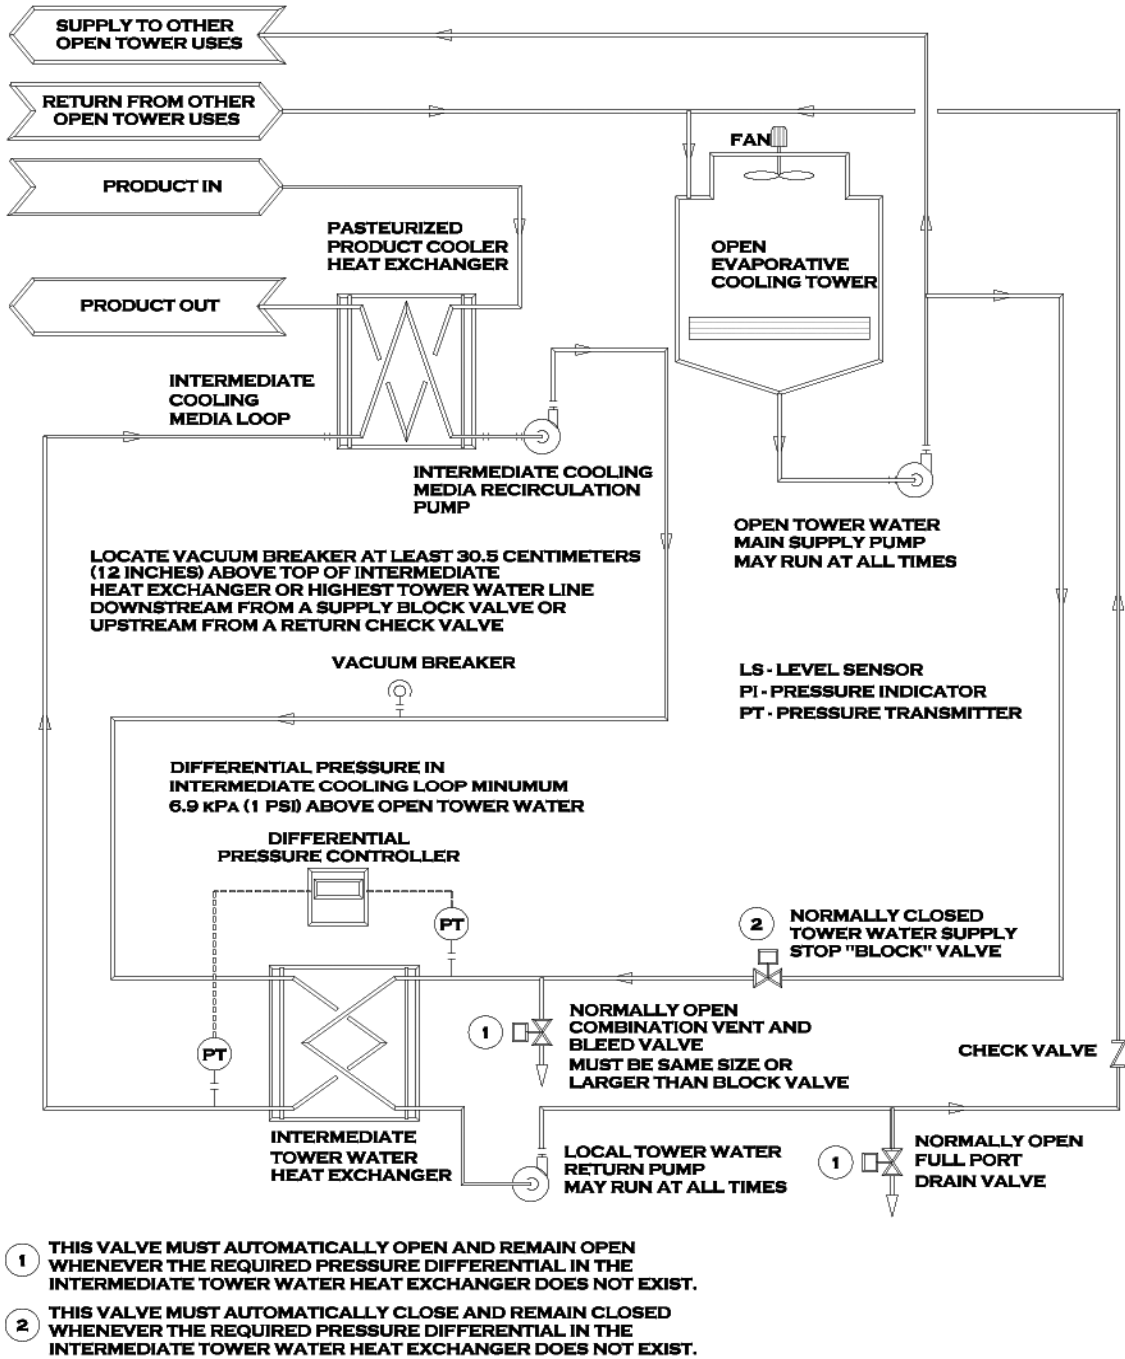 SUPPLY TO OTHER
OPEN TOWER USES
RETURN FROM OTHER
OPEN TOWER USES
FAN
PRODUCT IN
PASTEURIZED
PRODUCT COOLER
HEAT EXCHANGER
OPEN
EVAPORATIVE
COOLING TOWER
PRODUCT OUT
INTERMEDIATE
COOLING
MEDIA LOOP
INTERMEDIATE COOLING
MEDIA RECIRCULATION
PUMP
OPEN TOWER WATER
MAIN SUPPLY PUMP
MAY RUN AT ALL TIMES
LOCATE VACUUM BREAKER AT LEAST 30.5 CENTIMETERS
(12 INCHES) ABOVE TOP OF INTERMEDIATE
HEAT EXCHANGER OR HIGHEST TOWER WATER LINE
DOWNSTREAM FROM A SUPPLY BLOCK VALVE OR
UPSTREAM FROM A RETURN CHECK VALVE
VACUUM BREAKER
LS - LEVEL SENSOR
PI - PRESSURE INDICATOR
PT - PRESSURE TRANSMITTER
DIFFERENTIAL PRESSURE IN
INTERMEDIATE COOLING LOOP MINUMUM
6.9 KPA (1 PSI) ABOVE OPEN TOWER WATER
DIFFERENTIAL
PRESSURE CONTROLLER
PT
2
NORMALLY CLOSED
TOWER WATER SUPPLY
STOP "BLOCK" VALVE
1
NORMALLY OPEN
COMBINATION VENT AND
BLEED VALVE
MUST BE SAME SIZE OR
LARGER THAN BLOCK VALVE
PT
CHECK VALVE
INTERMEDIATE
TOWER WATER
HEAT EXCHANGER
LOCAL TOWER WATER
RETURN PUMP
MAY RUN AT ALL TIMES
1
NORMALLY OPEN
FULL PORT
DRAIN VALVE
1 THIS VALVE MUST AUTOMATICALLY OPEN AND REMAIN OPEN
WHENEVER THE REQUIRED PRESSURE DIFFERENTIAL IN THE
INTERMEDIATE TOWER WATER HEAT EXCHANGER DOES NOT EXIST.
2 THIS VALVE MUST AUTOMATICALLY CLOSE AND REMAIN CLOSED
WHENEVER THE REQUIRED PRESSURE DIFFERENTIAL IN THE
INTERMEDIATE TOWER WATER HEAT EXCHANGER DOES NOT EXIST.